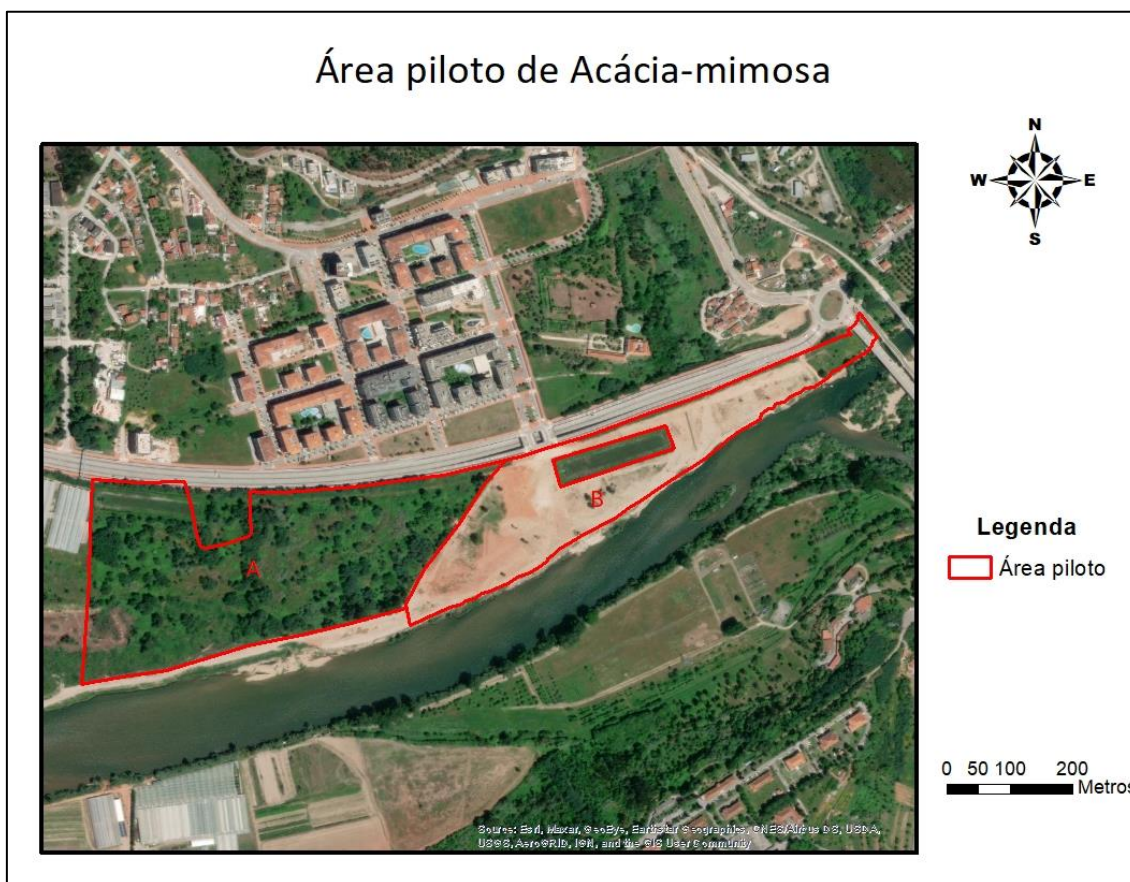 Área piloto de Acácia-mimosa
N
W E
S
A
B
Legenda
Área piloto
0 50 100 200
Metros
Source: Esri, Maxar, GeoEye, Earthstar Geographics, CNES/Airbus DS, USDA,
USGS, AeroGRID, IGN, and the GIS User Community